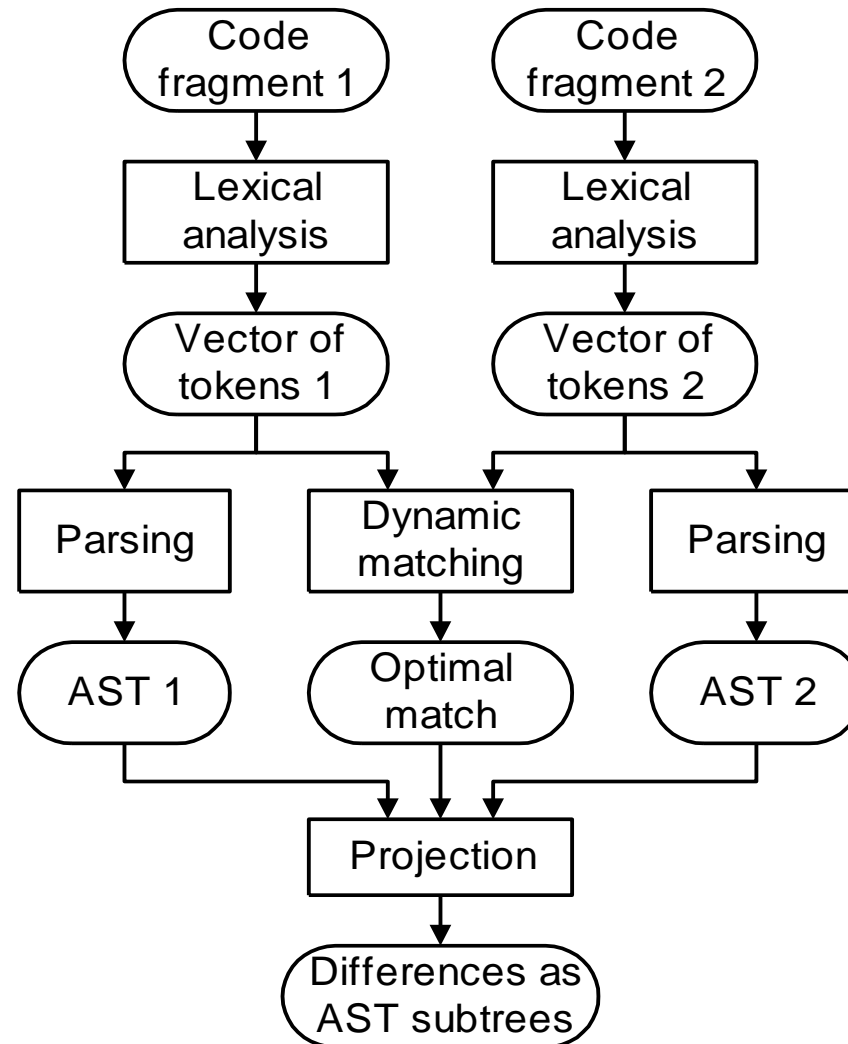 Code
fragment 1
Code
fragment 2
Lexical
analysis
Lexical
analysis
Vector of
tokens 1
Vector of
tokens 2
Parsing
Dynamic
matching
Parsing
AST 1
Optimal
match
AST 2
Projection
Differences as
AST subtrees